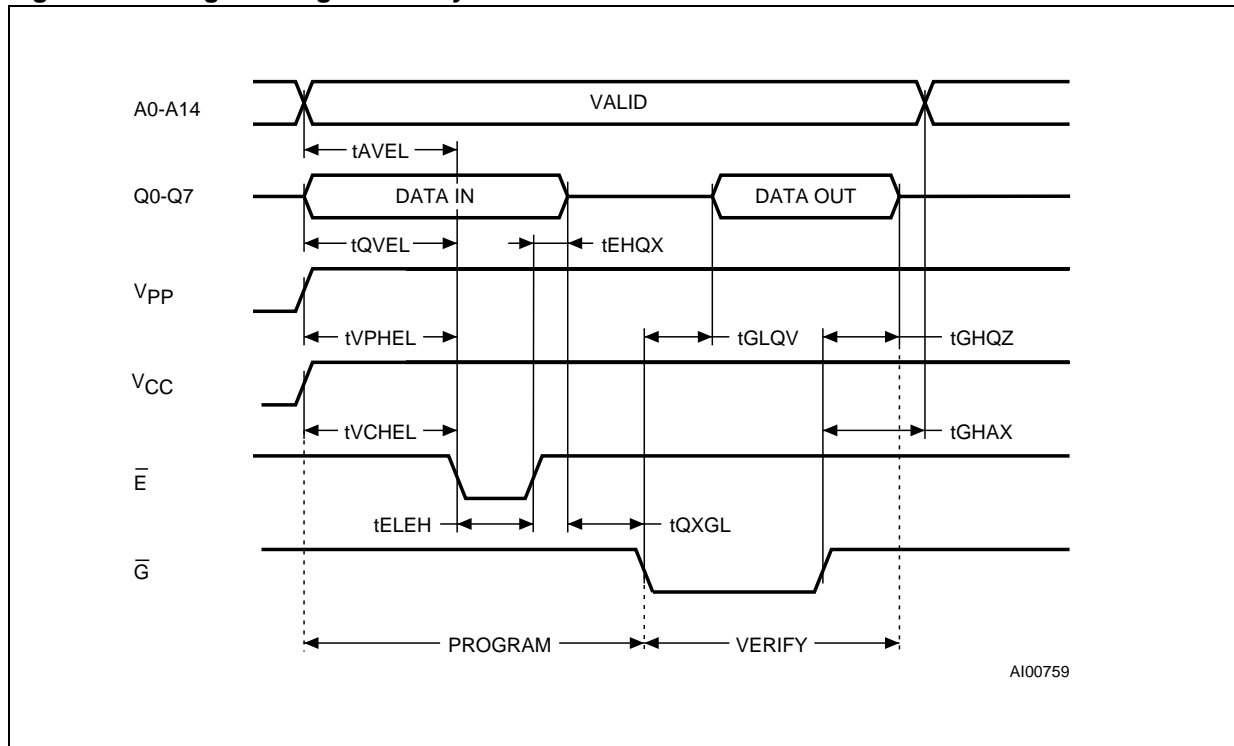 A0-A14
VALID
tAVEL
Q0-Q7
DATA IN
DATA OUT
tQVEL
tEHQX
VPP
tVPHEL
tGLQV
tGHQZ
VCC
tVCHEL
tGHAX
E
tELEH
tQXGL
G
PROGRAM
VERIFY
AI00759